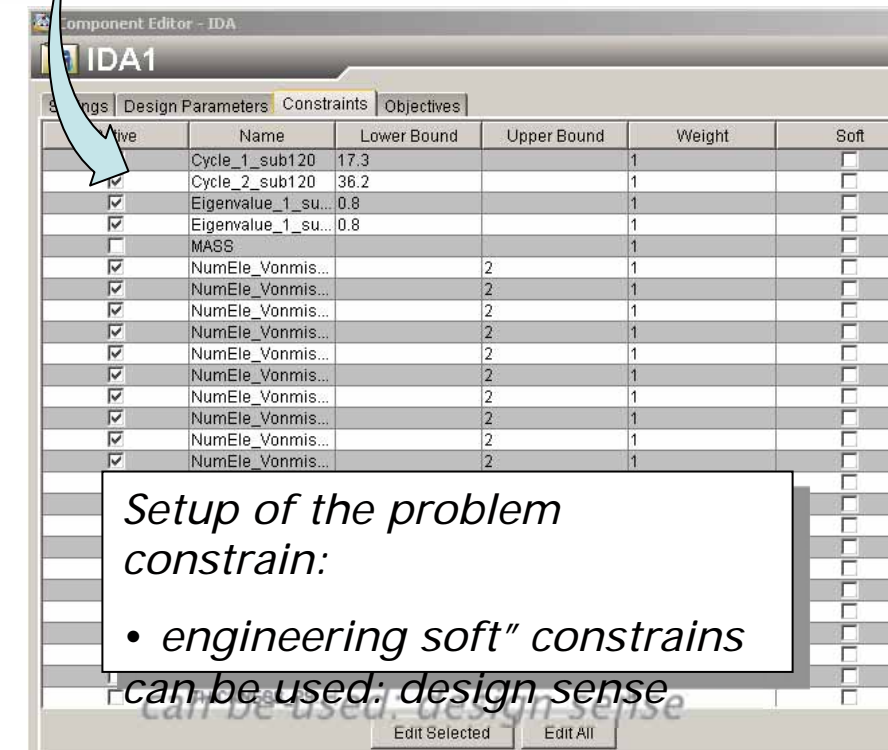 Component Editor - IDA
IDA1
Design Parameters Constraints Objectives
Name Lower Bound Upper Bound Weight Soft
Cycle_1_sub120 17.3 1
Cycle_2_sub120 36.2 1
Eigenvalue_1_su... 0.8 1
Eigenvalue_1_su... 0.8 1
MASS 1
NumEle_Vonmis... 2 1
NumEle_Vonmis... 2 1
NumEle_Vonmis... 2 1
NumEle_Vonmis... 2 1
NumEle_Vonmis... 2 1
NumEle_Vonmis... 2 1
NumEle_Vonmis... 2 1
NumEle_Vonmis... 2 1
NumEle_Vonmis... 2 1
NumEle_Vonmis... 2 1
Setup of the problem
constrain:
• engineering soft" constrains
can be used: design sense
Edit Selected Edit All